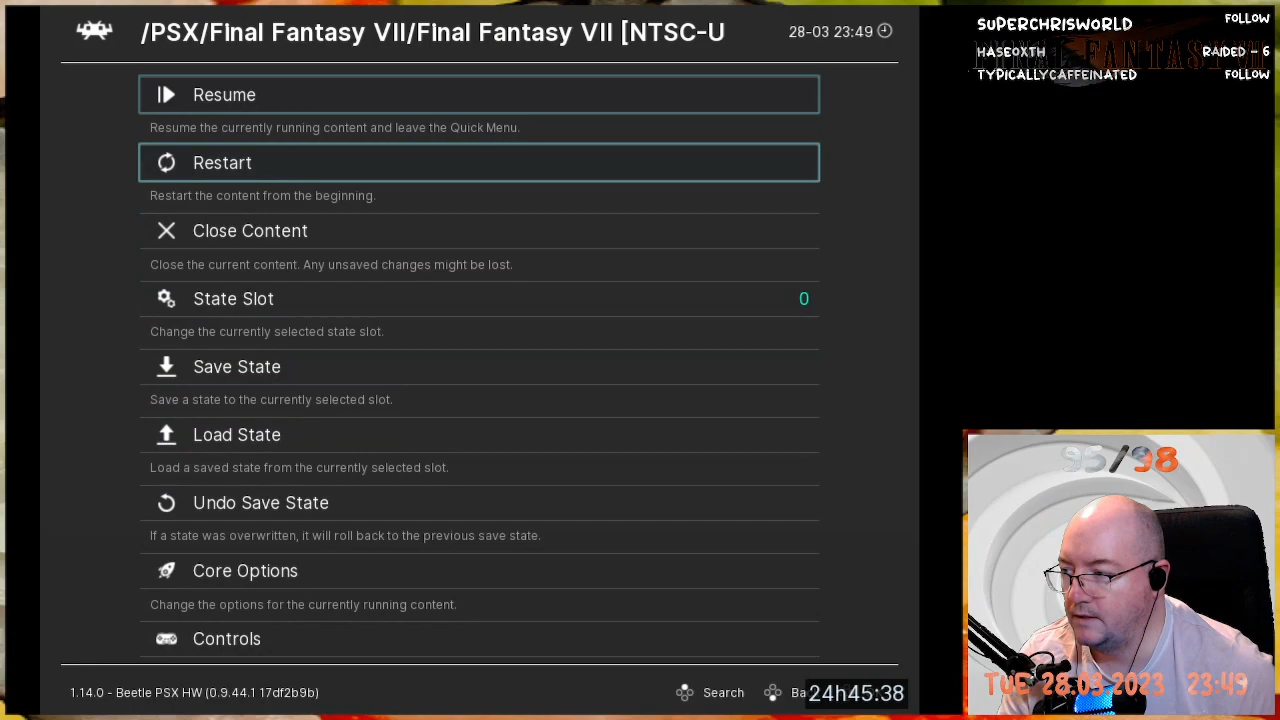 /PSX/Final Fantasy VII/Final Fantasy VII [NTSC-U
28-03 23:49
Resume
Resume the currently running content and leave the Quick Menu.
Restart
Restart the content from the beginning.
Close Content
Close the current content. Any unsaved changes might be lost.
State Slot
0
Change the currently selected state slot.
Save State
Save a state to the currently selected slot.
Load State
Load a saved state from the currently selected slot.
Undo Save State
If a state was overwritten, it will roll back to the previous save state.
Core Options
Change the options for the currently running content.
Controls
1.14.0 - Beetle PSX HW (0.9.44.1 17df2b9b)
Search
Ba
24h45:38
SUPERCHRISWORLD FOLLOW
HASEOXTH RAIDED - 6
TYPICALLYCAFFEINATED FOLLOW
FINAL FANTASY VII
95/98
TUE 28.03.2023 23:49